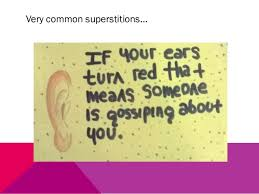 Very common superstitions...
IF your ears
turn red that
means someone
is gossiping about
you.